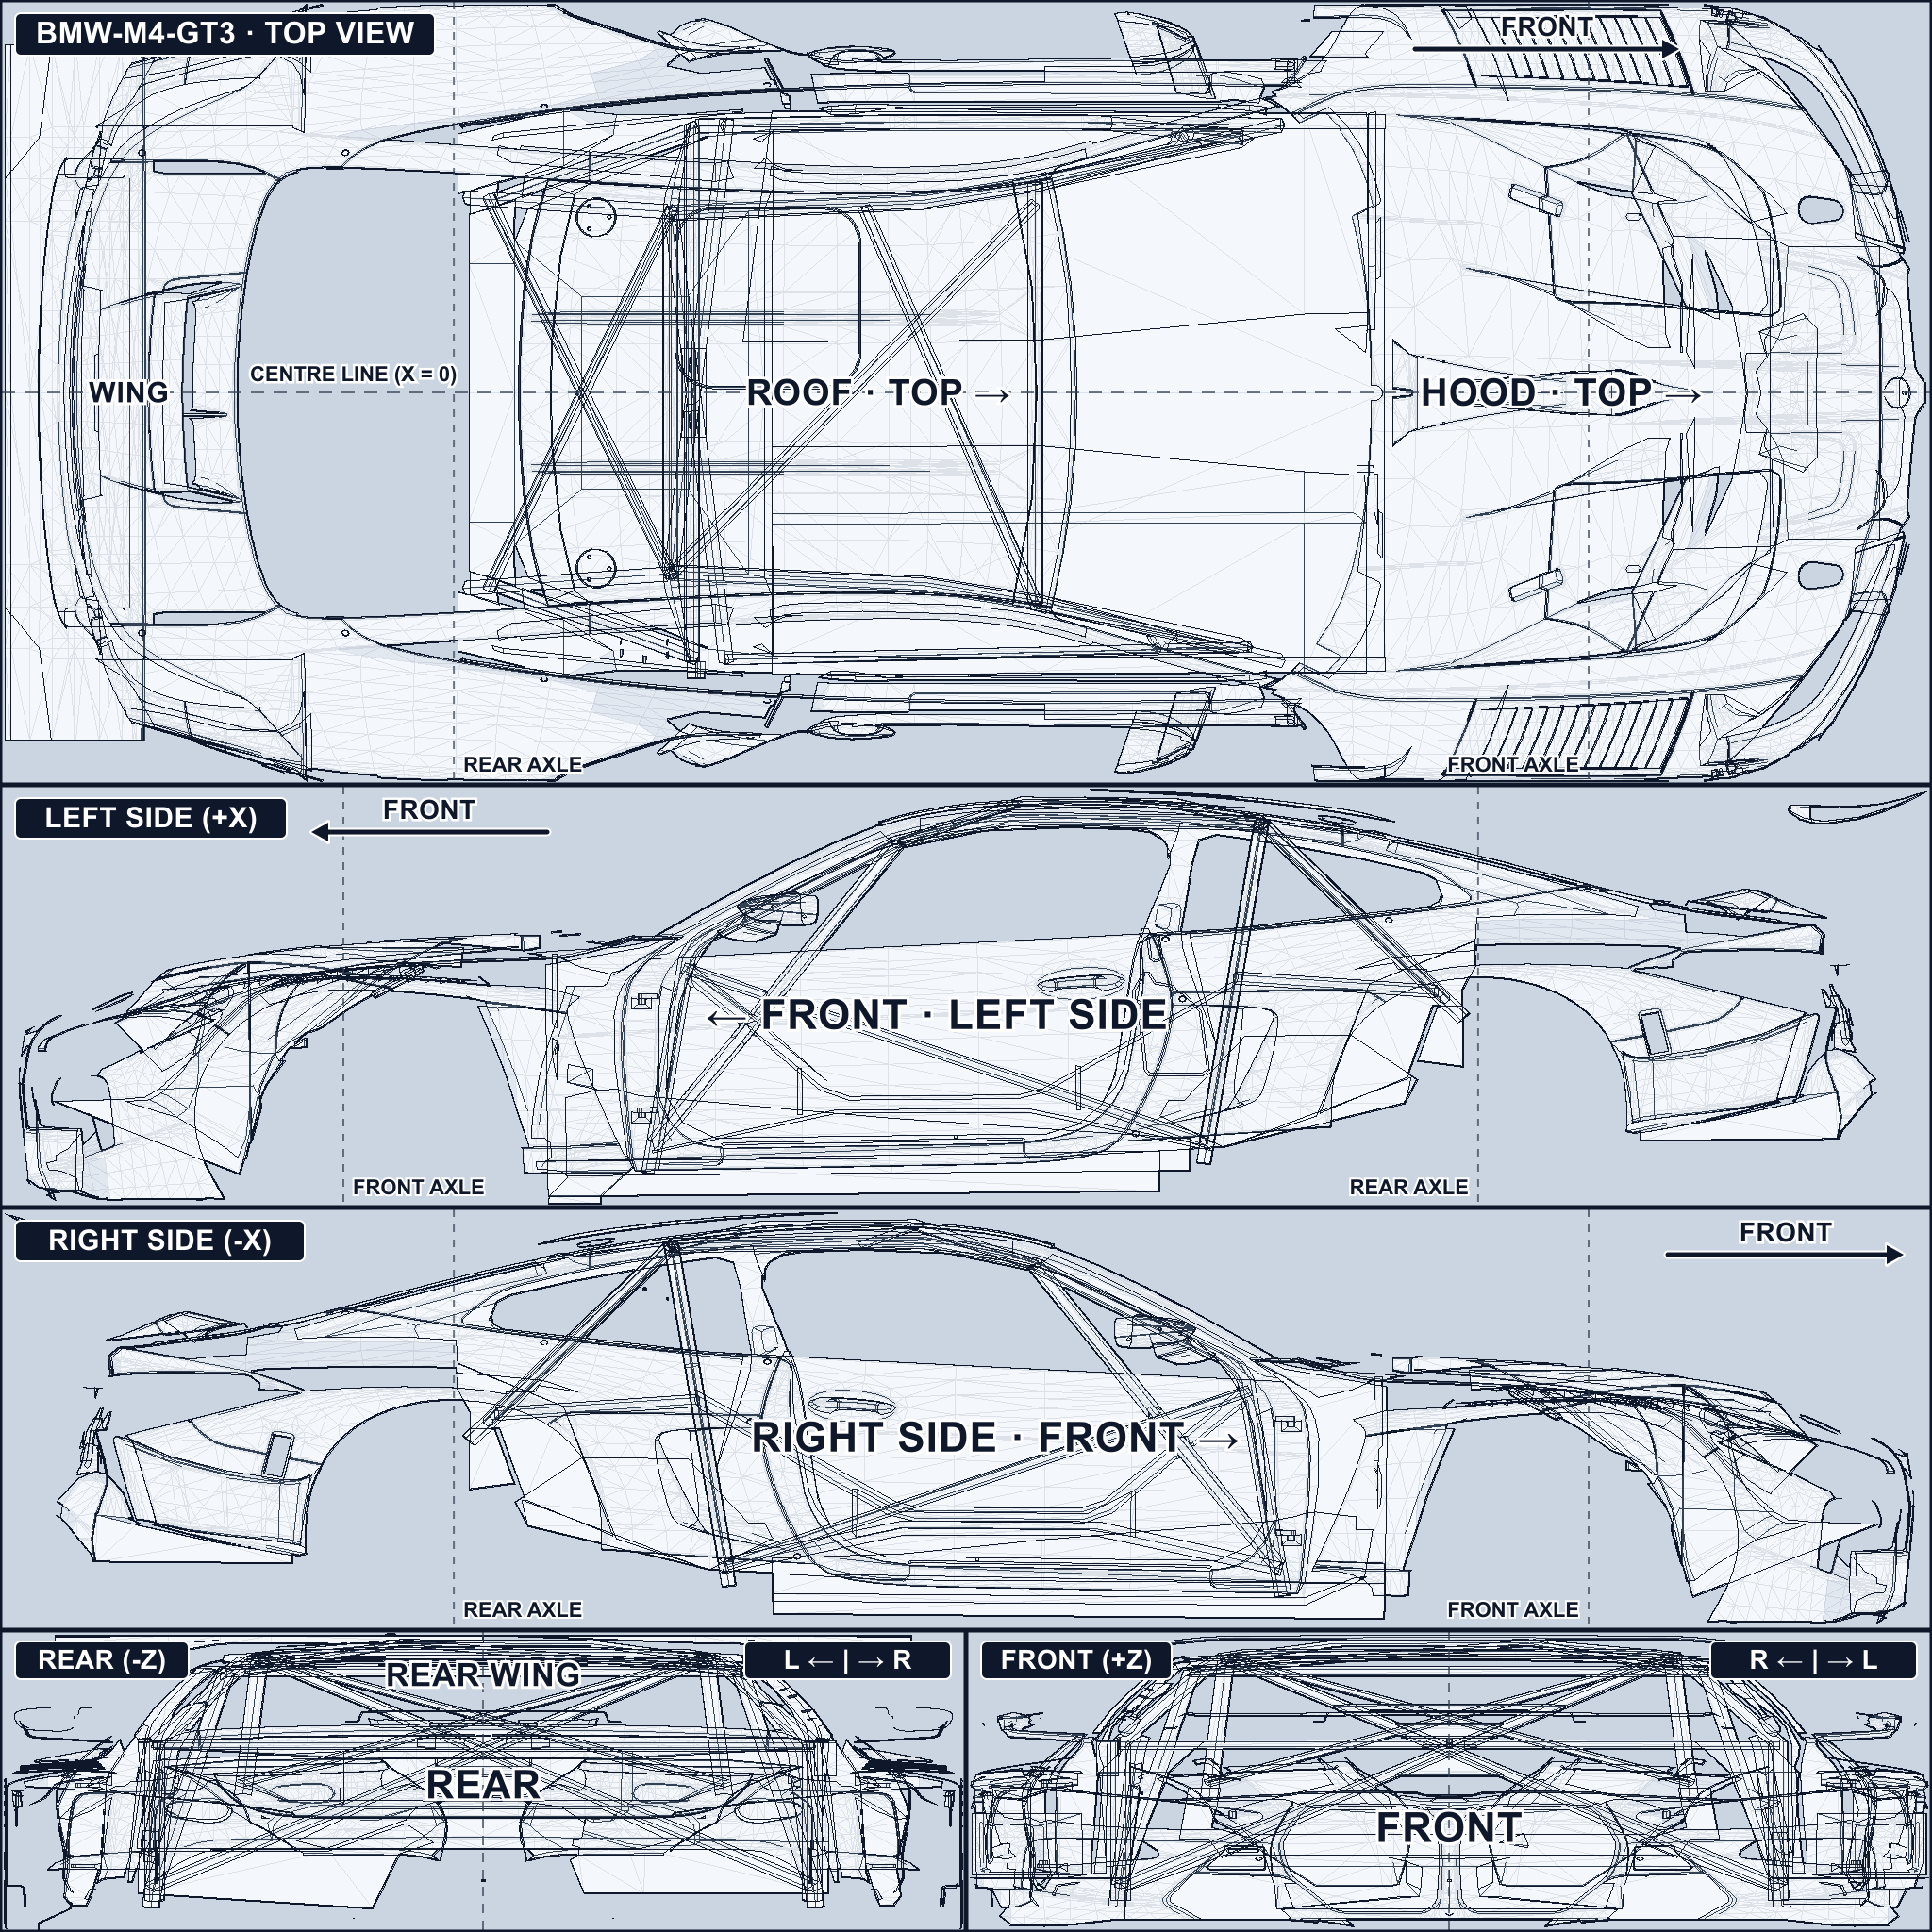 BMW-M4-GT3 · TOP VIEW
FRONT
CENTRE LINE (X = 0)
WING
ROOF · TOP →
HOOD · TOP →
REAR AXLE
FRONT AXLE
LEFT SIDE (+X)
FRONT
← FRONT · LEFT SIDE
FRONT AXLE
REAR AXLE
RIGHT SIDE (-X)
FRONT
RIGHT SIDE · FRONT →
REAR AXLE
FRONT AXLE
REAR (-Z)
L ← | → R
REAR WING
REAR
FRONT (+Z)
R ← | → L
FRONT